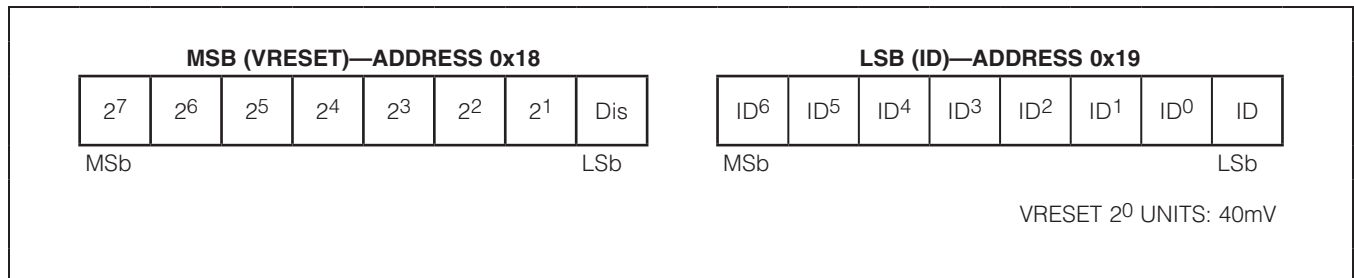 MSB (VRESET)—ADDRESS 0x18
2⁷ 2⁶ 2⁵ 2⁴ 2³ 2² 2¹ Dis
MSb LSb
LSB (ID)—ADDRESS 0x19
ID⁶ ID⁵ ID⁴ ID³ ID² ID¹ ID⁰ ID
MSb LSb
VRESET 2⁰ UNITS: 40mV